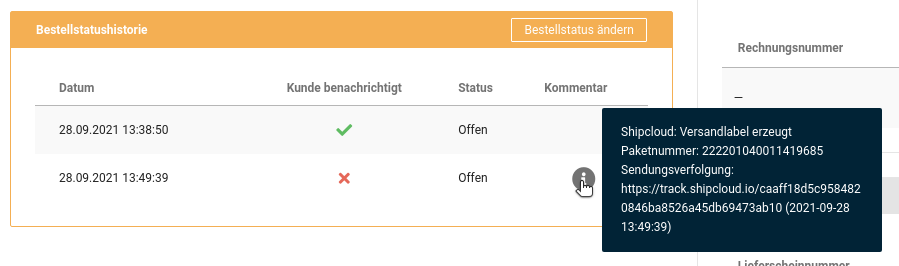 Bestellstatushistorie
Bestellstatus ändern
Datum Kunde benachrichtigt Status Kommentar
28.09.2021 13:38:50 Offen
28.09.2021 13:49:39 Offen
Rechnungsnummer
—
Shipcloud: Versandlabel erzeugt
Paketnummer: 222201040011419685
Sendungsverfolgung:
https://track.shipcloud.io/caaff18d5c958482
0846ba8526a45db69473ab10 (2021-09-28
13:49:39)
Lieferscheinnummer